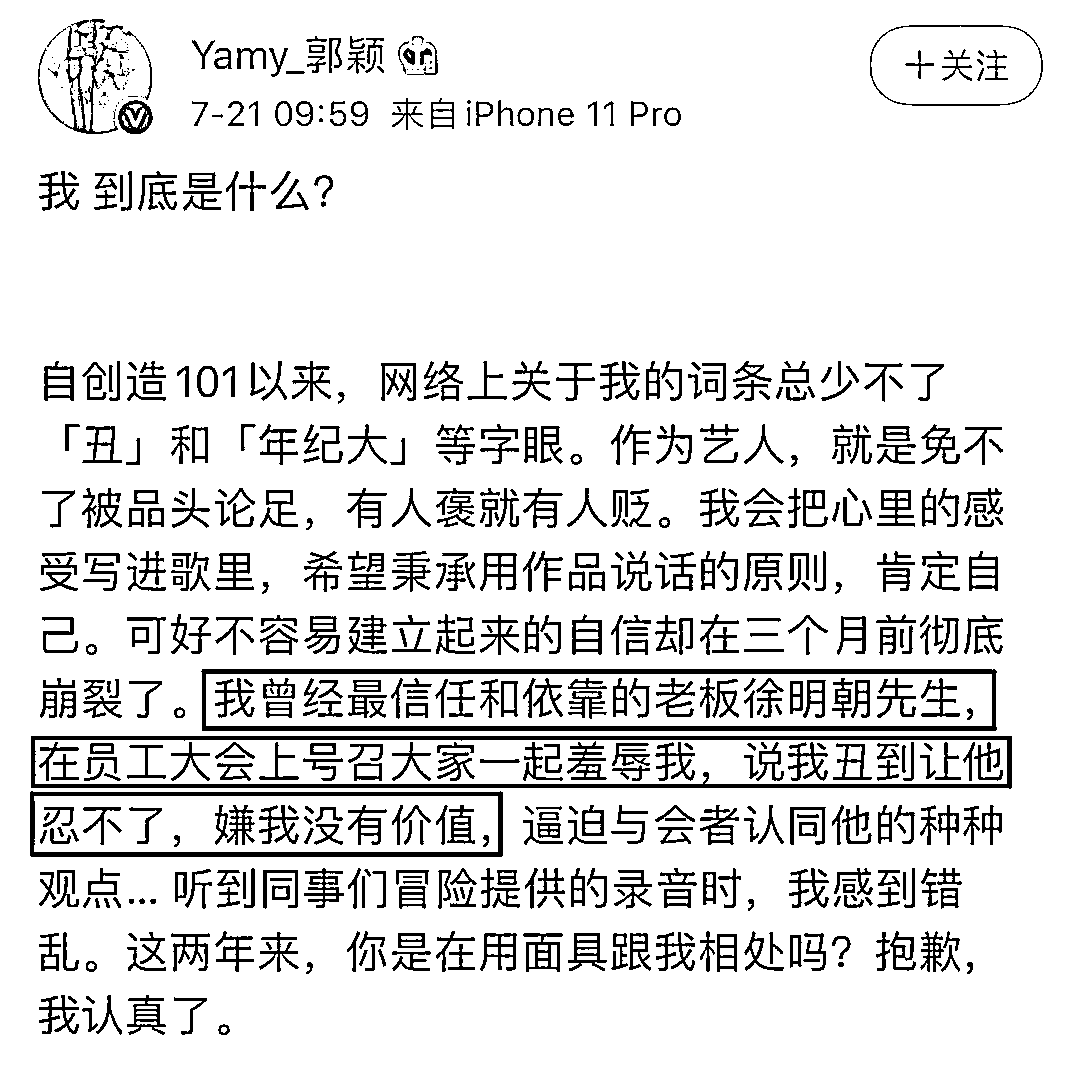 Yamy_郭颖
+关注
7-21 09:59 来自iPhone 11 Pro
我 到底是什么？
自创造101以来，网络上关于我的词条总少不了
「丑」和「年纪大」等字眼。作为艺人，就是免不
了被品头论足，有人褒就有人贬。我会把心里的感
受写进歌里，希望秉承用作品说话的原则，肯定自
己。可好不容易建立起来的自信却在三个月前彻底
崩裂了。我曾经最信任和依靠的老板徐明朝先生，
在员工大会上号召大家一起羞辱我，说我丑到让他
忍不了，嫌我没有价值，逼迫与会者认同他的种种
观点... 听到同事们冒险提供的录音时，我感到错
乱。这两年来，你是在用面具跟我相处吗？抱歉，
我认真了。